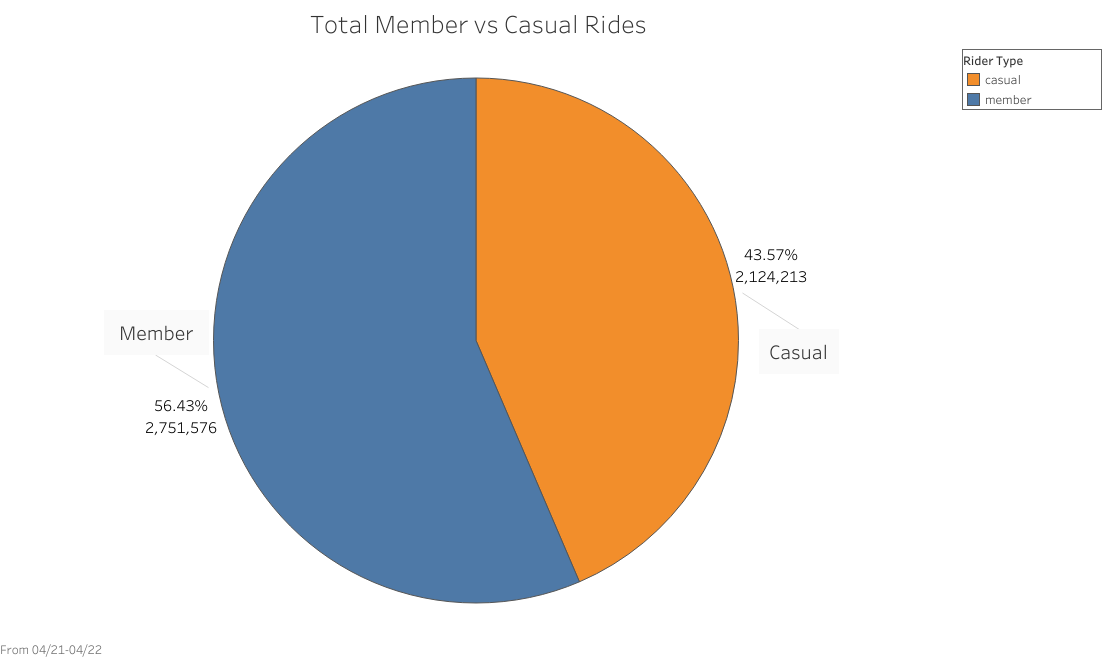 Total Member vs Casual Rides
Rider Type
casual
member
43.57%
2,124,213
Casual
Member
56.43%
2,751,576
From 04/21-04/22